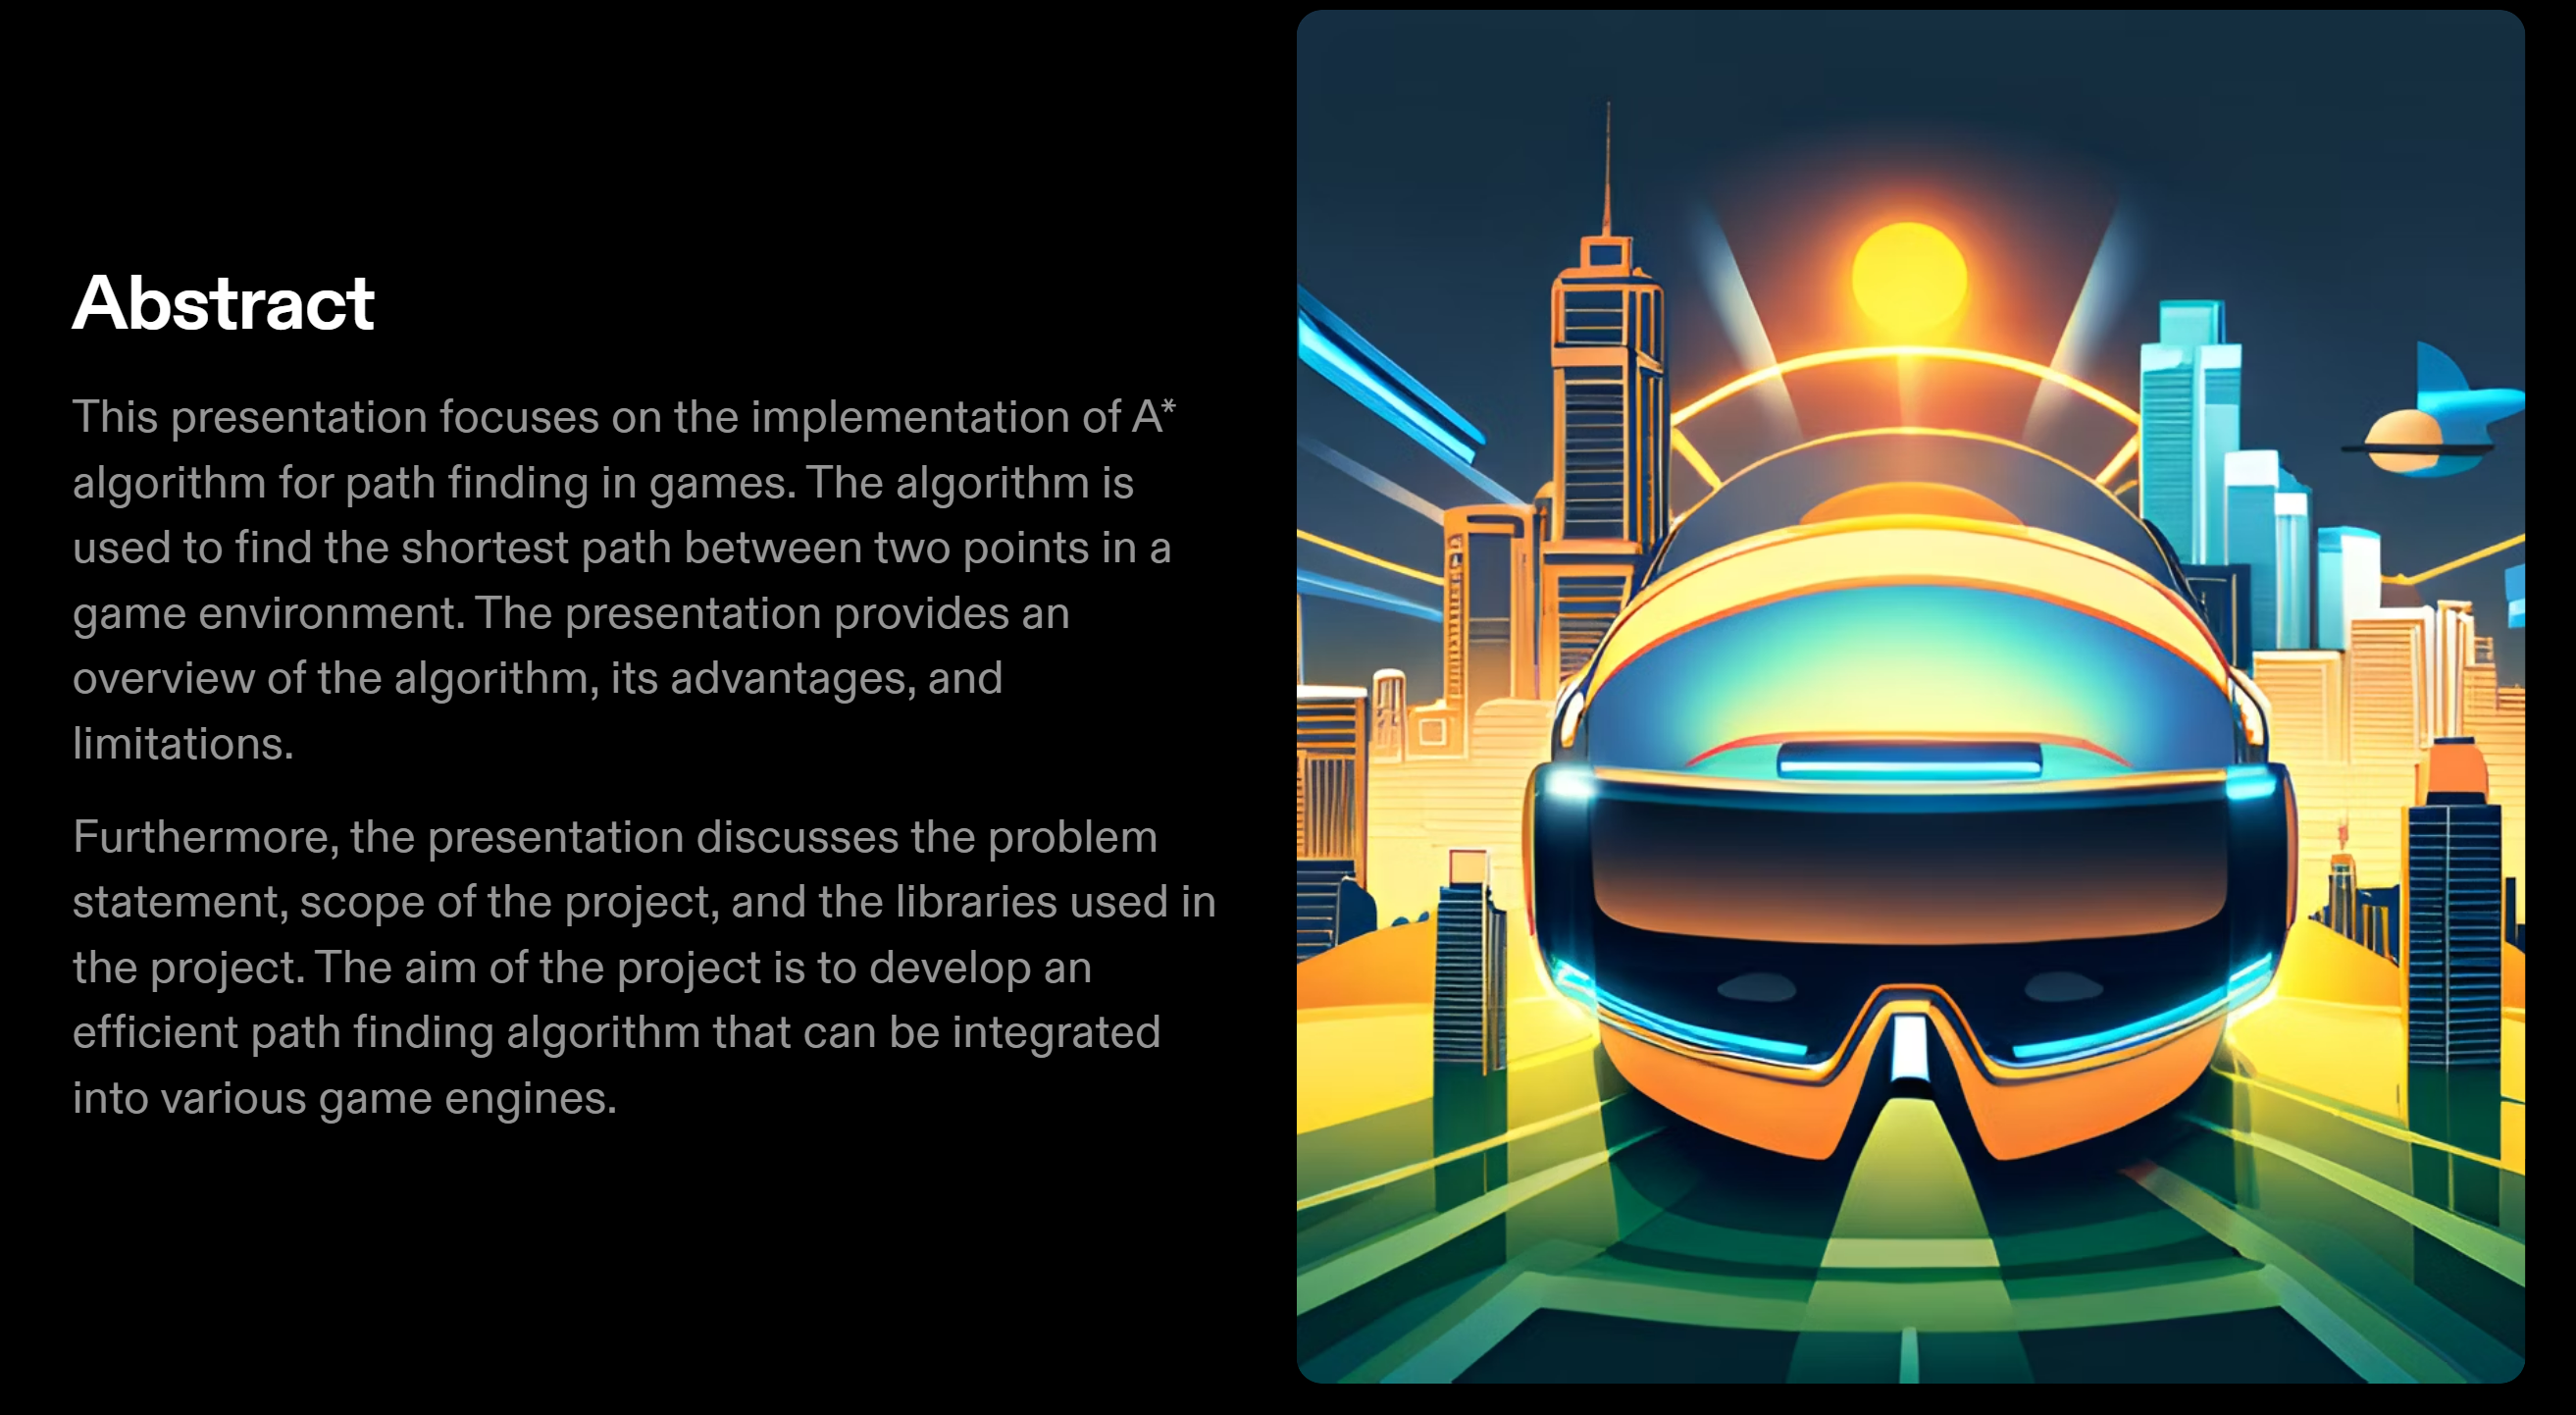 Abstract
This presentation focuses on the implementation of A*
algorithm for path finding in games. The algorithm is
used to find the shortest path between two points in a
game environment. The presentation provides an
overview of the algorithm, its advantages, and
limitations.
Furthermore, the presentation discusses the problem
statement, scope of the project, and the libraries used in
the project. The aim of the project is to develop an
efficient path finding algorithm that can be integrated
into various game engines.